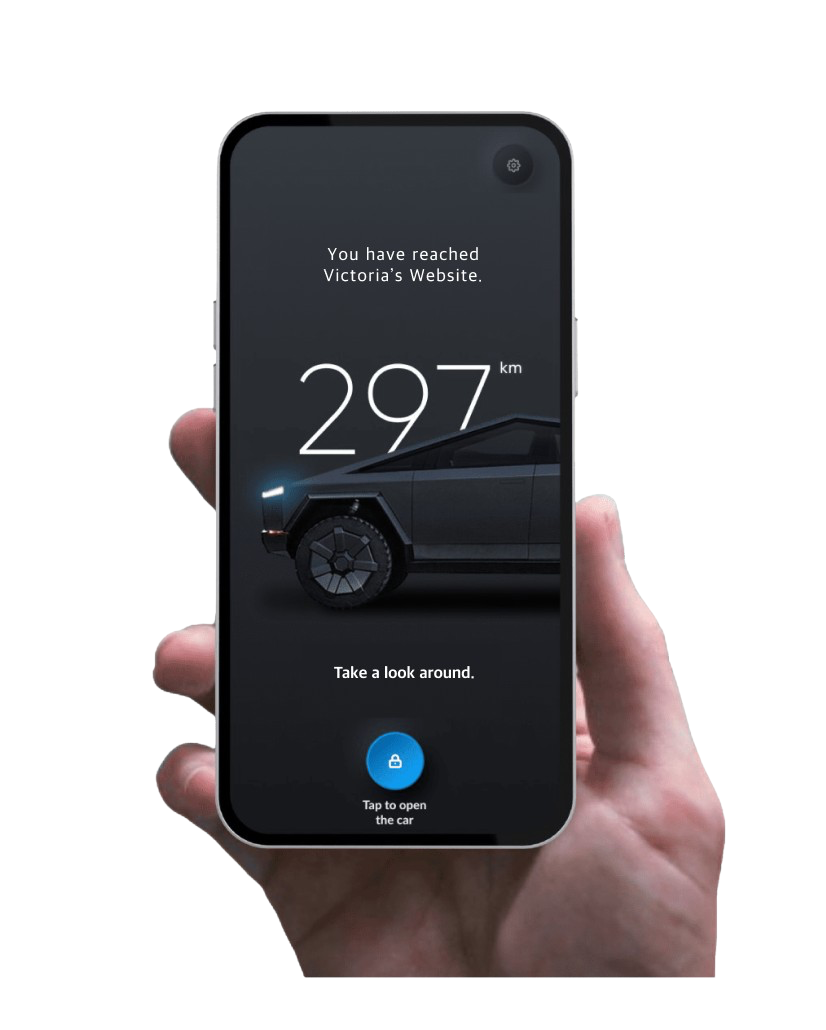 You have reached
Victoria’s Website.
297 km
Take a look around.
Tap to open
the car